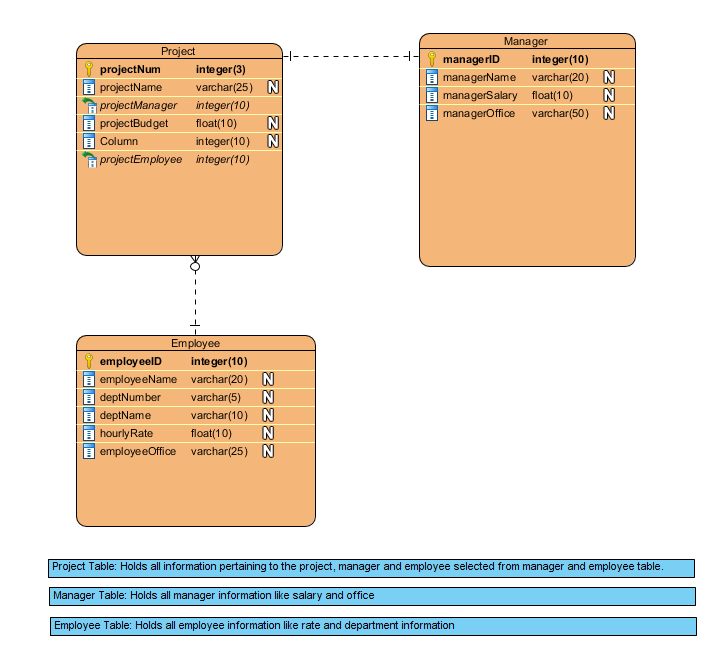 Project
projectNum integer(3)
projectName varchar(25) N
projectManager integer(10)
projectBudget float(10) N
Column integer(10) N
projectEmployee integer(10)
Manager
managerID integer(10)
managerName varchar(20) N
managerSalary float(10) N
managerOffice varchar(50) N
Employee
employeeID integer(10)
employeeName varchar(20) N
deptNumber varchar(5) N
deptName varchar(10) N
hourlyRate float(10) N
employeeOffice varchar(25) N
Project Table: Holds all information pertaining to the project, manager and employee selected from manager and employee table.
Manager Table: Holds all manager information like salary and office
Employee Table: Holds all employee information like rate and department information